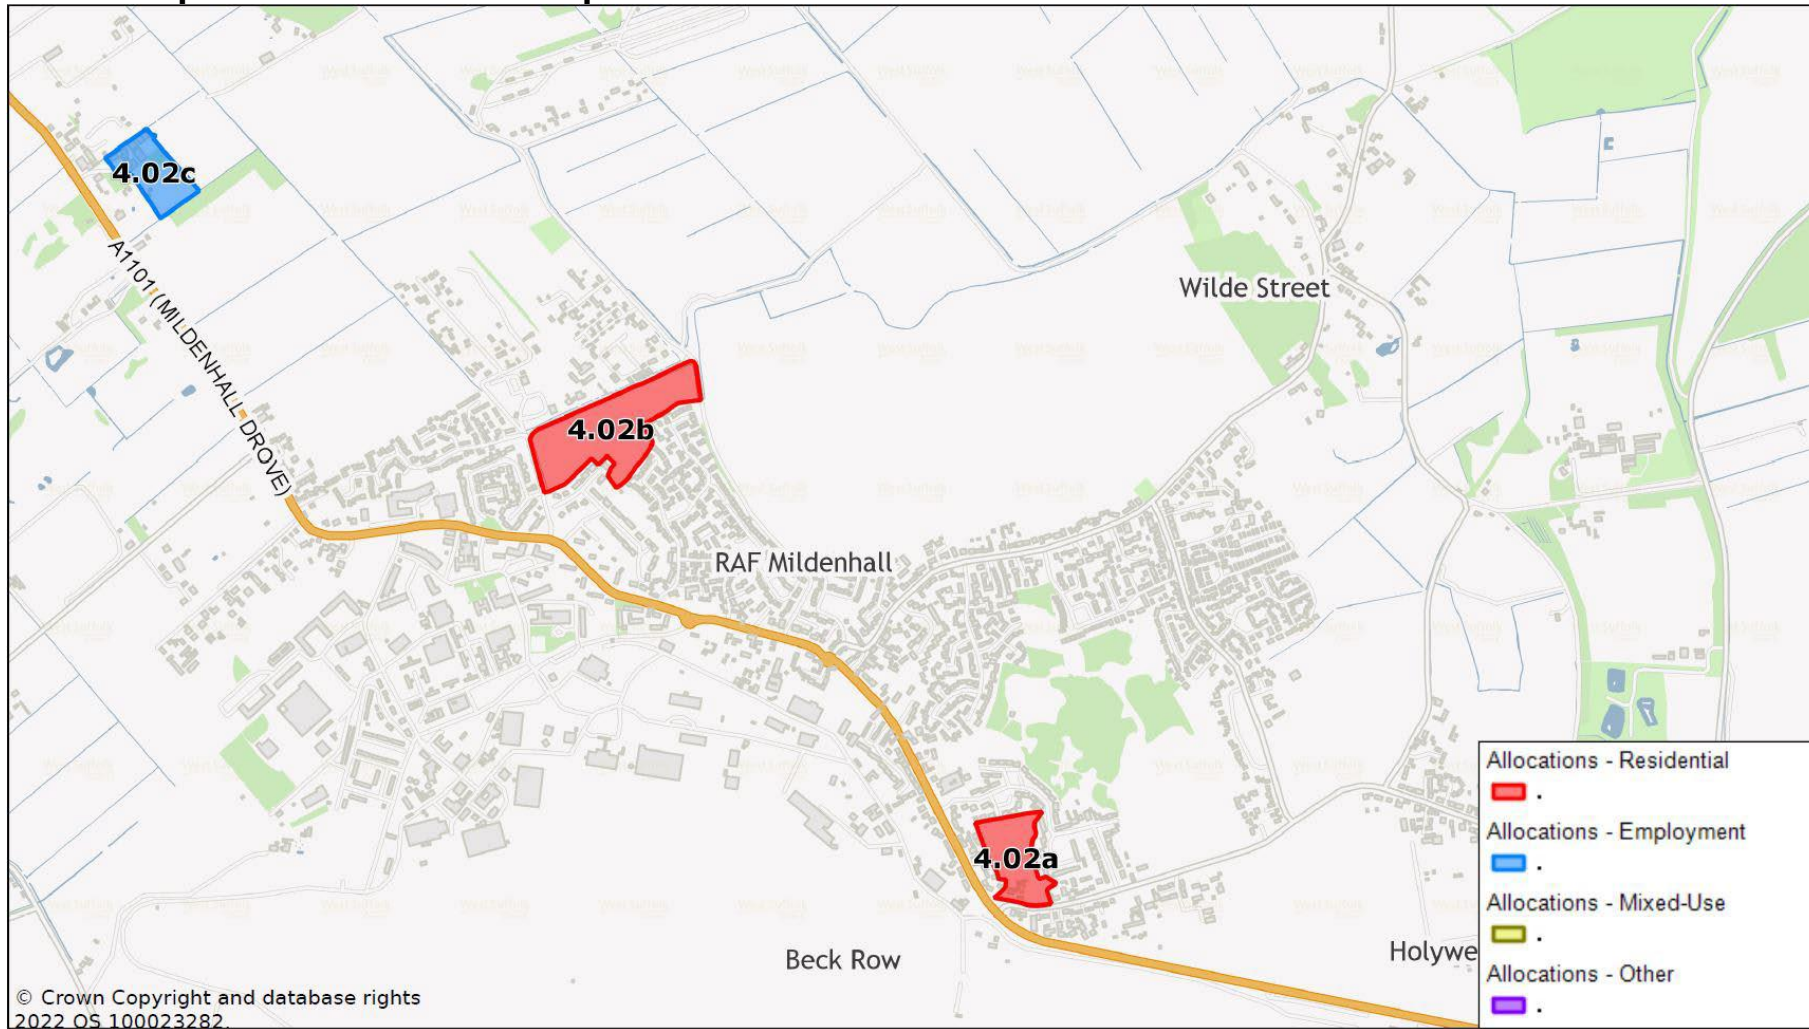 4.02c
A1101 (MILDENHALL DROVE)
Wilde Street
4.02b
RAF Mildenhall
4.02a
Beck Row
Holywe
Allocations - Residential
.
Allocations - Employment
.
Allocations - Mixed-Use
.
Allocations - Other
.
© Crown Copyright and database rights
2022 OS 100023282.